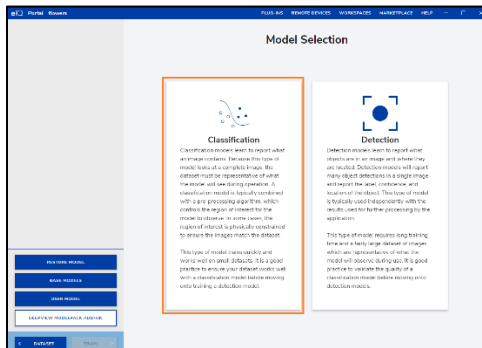 eIQ Portal flowers
PLUG-INS REMOTE DEVICES WORKSPACES MARKETPLACE HELP
Model Selection
Classification
Classification models learn to report what
an image contains. Because this type of
model looks at a complete image, the
dataset must be representative of what
the model will see during operation. A
classification model is typically combined
with a pre-processing algorithm, which
controls the region of interest for the
model to observe. In some cases, the
region of interest is physically constrained
to ensure the images match the dataset.
This type of model trains quickly and
works well on small datasets. It is a good
practice to ensure your dataset works well
with a classification model before moving
onto training a detection model.
Detection
Detection models learn to report what
objects are in an image and where they
are located. Detection models will report
many object detections in a single image
and report the label, confidence, and
location of the object. This type of model
is typically used independently with the
results used for further processing by the
application.
This type of model requires long training
time and a fairly large dataset of images
which are representative of what the
model will observe during use. It is good
practice to validate the quality of a
classification model before moving onto
detection models.
RESTORE MODEL
BASE MODELS
USER MODEL
DEEPVIEW MODELPACK ADD-ON
DATASET
TRAIN